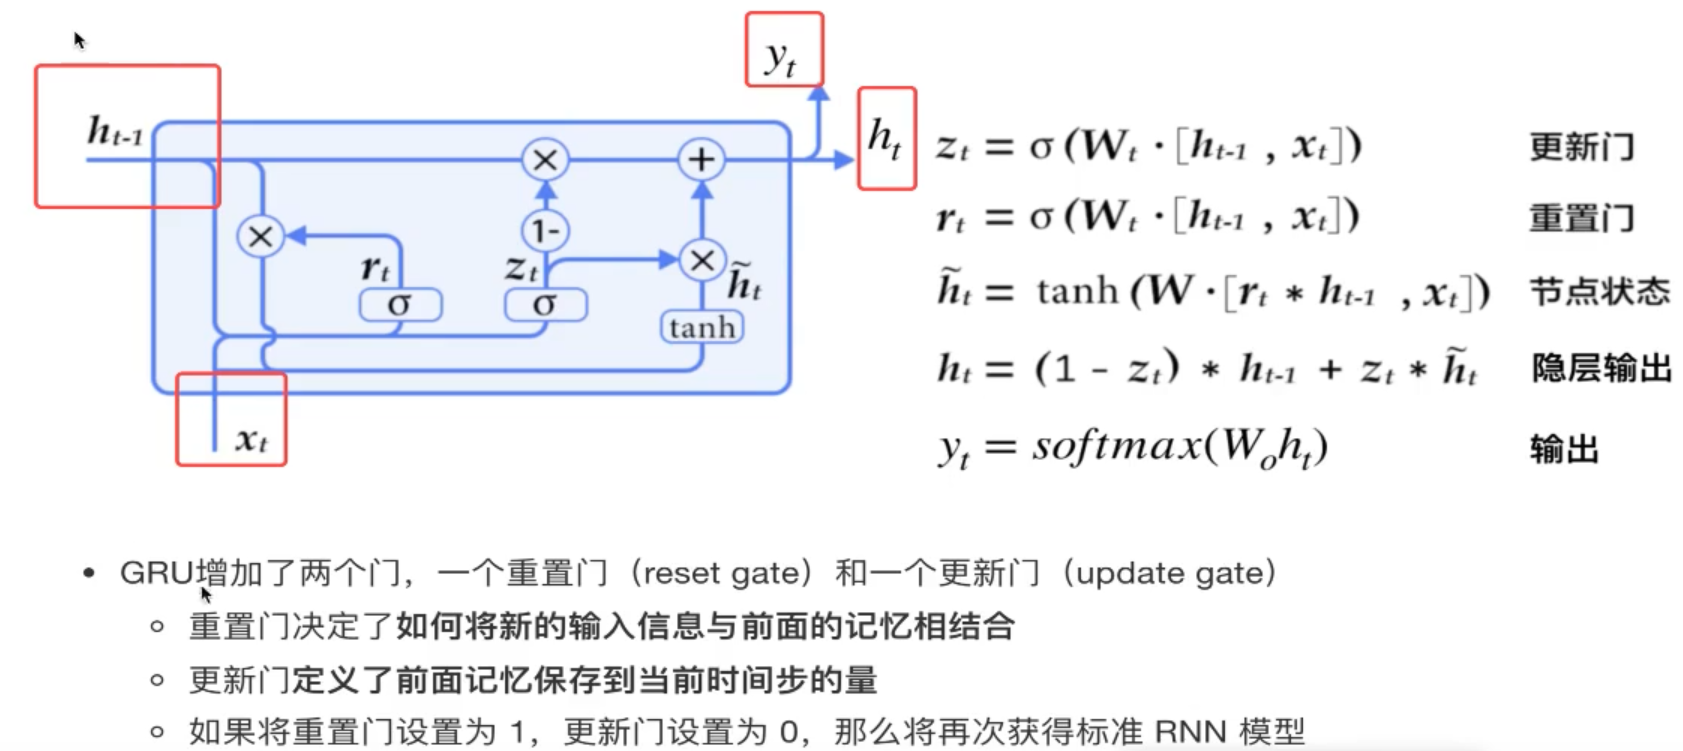 y_t
h_{t-1}
h_t
r_t
z_t
1-
h̃_t
σ
σ
tanh
x_t
z_t = σ (W_t · [h_{t-1} , x_t]) 更新门
r_t = σ (W_t · [h_{t-1} , x_t]) 重置门
h̃_t = tanh (W · [r_t * h_{t-1} , x_t]) 节点状态
h_t = (1 - z_t) * h_{t-1} + z_t * h̃_t 隐层输出
y_t = softmax(W_o h_t) 输出
• GRU增加了两个门，一个重置门（reset gate）和一个更新门（update gate）
◦ 重置门决定了如何将新的输入信息与前面的记忆相结合
◦ 更新门定义了前面记忆保存到当前时间步的量
◦ 如果将重置门设置为 1，更新门设置为 0，那么将再次获得标准 RNN 模型